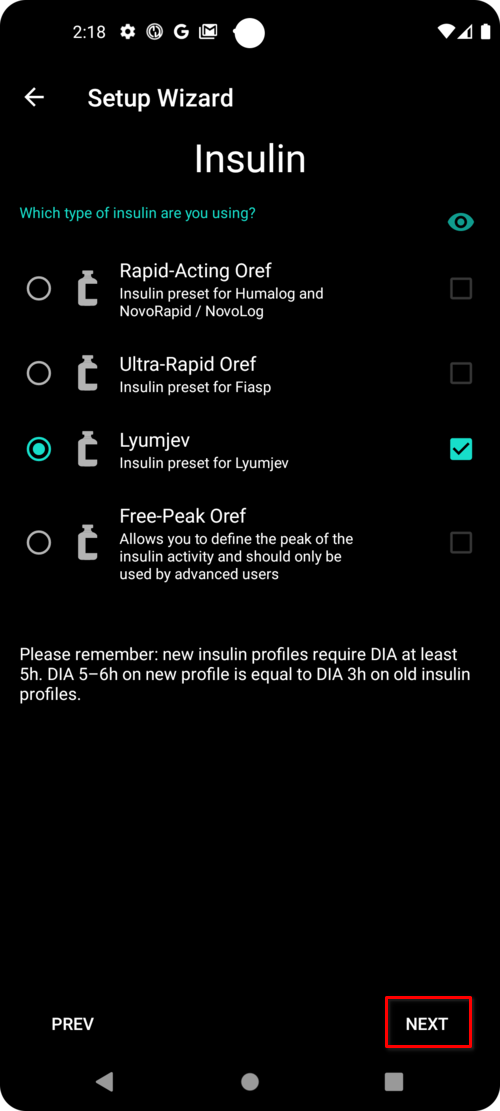 2:18
Setup Wizard
Insulin
Which type of insulin are you using?
Rapid-Acting Oref
Insulin preset for Humalog and
NovoRapid / NovoLog
Ultra-Rapid Oref
Insulin preset for Fiasp
Lyumjev
Insulin preset for Lyumjev
Free-Peak Oref
Allows you to define the peak of the
insulin activity and should only be
used by advanced users
Please remember: new insulin profiles require DIA at least
5h. DIA 5–6h on new profile is equal to DIA 3h on old insulin
profiles.
PREV
NEXT